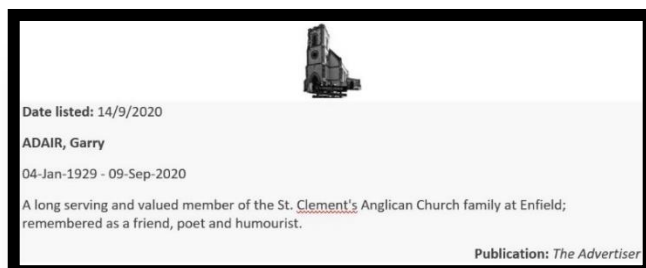 Date listed: 14/9/2020
ADAIR, Garry
04-Jan-1929 - 09-Sep-2020
A long serving and valued member of the St. Clement's Anglican Church family at Enfield;
remembered as a friend, poet and humourist.
Publication: The Advertiser